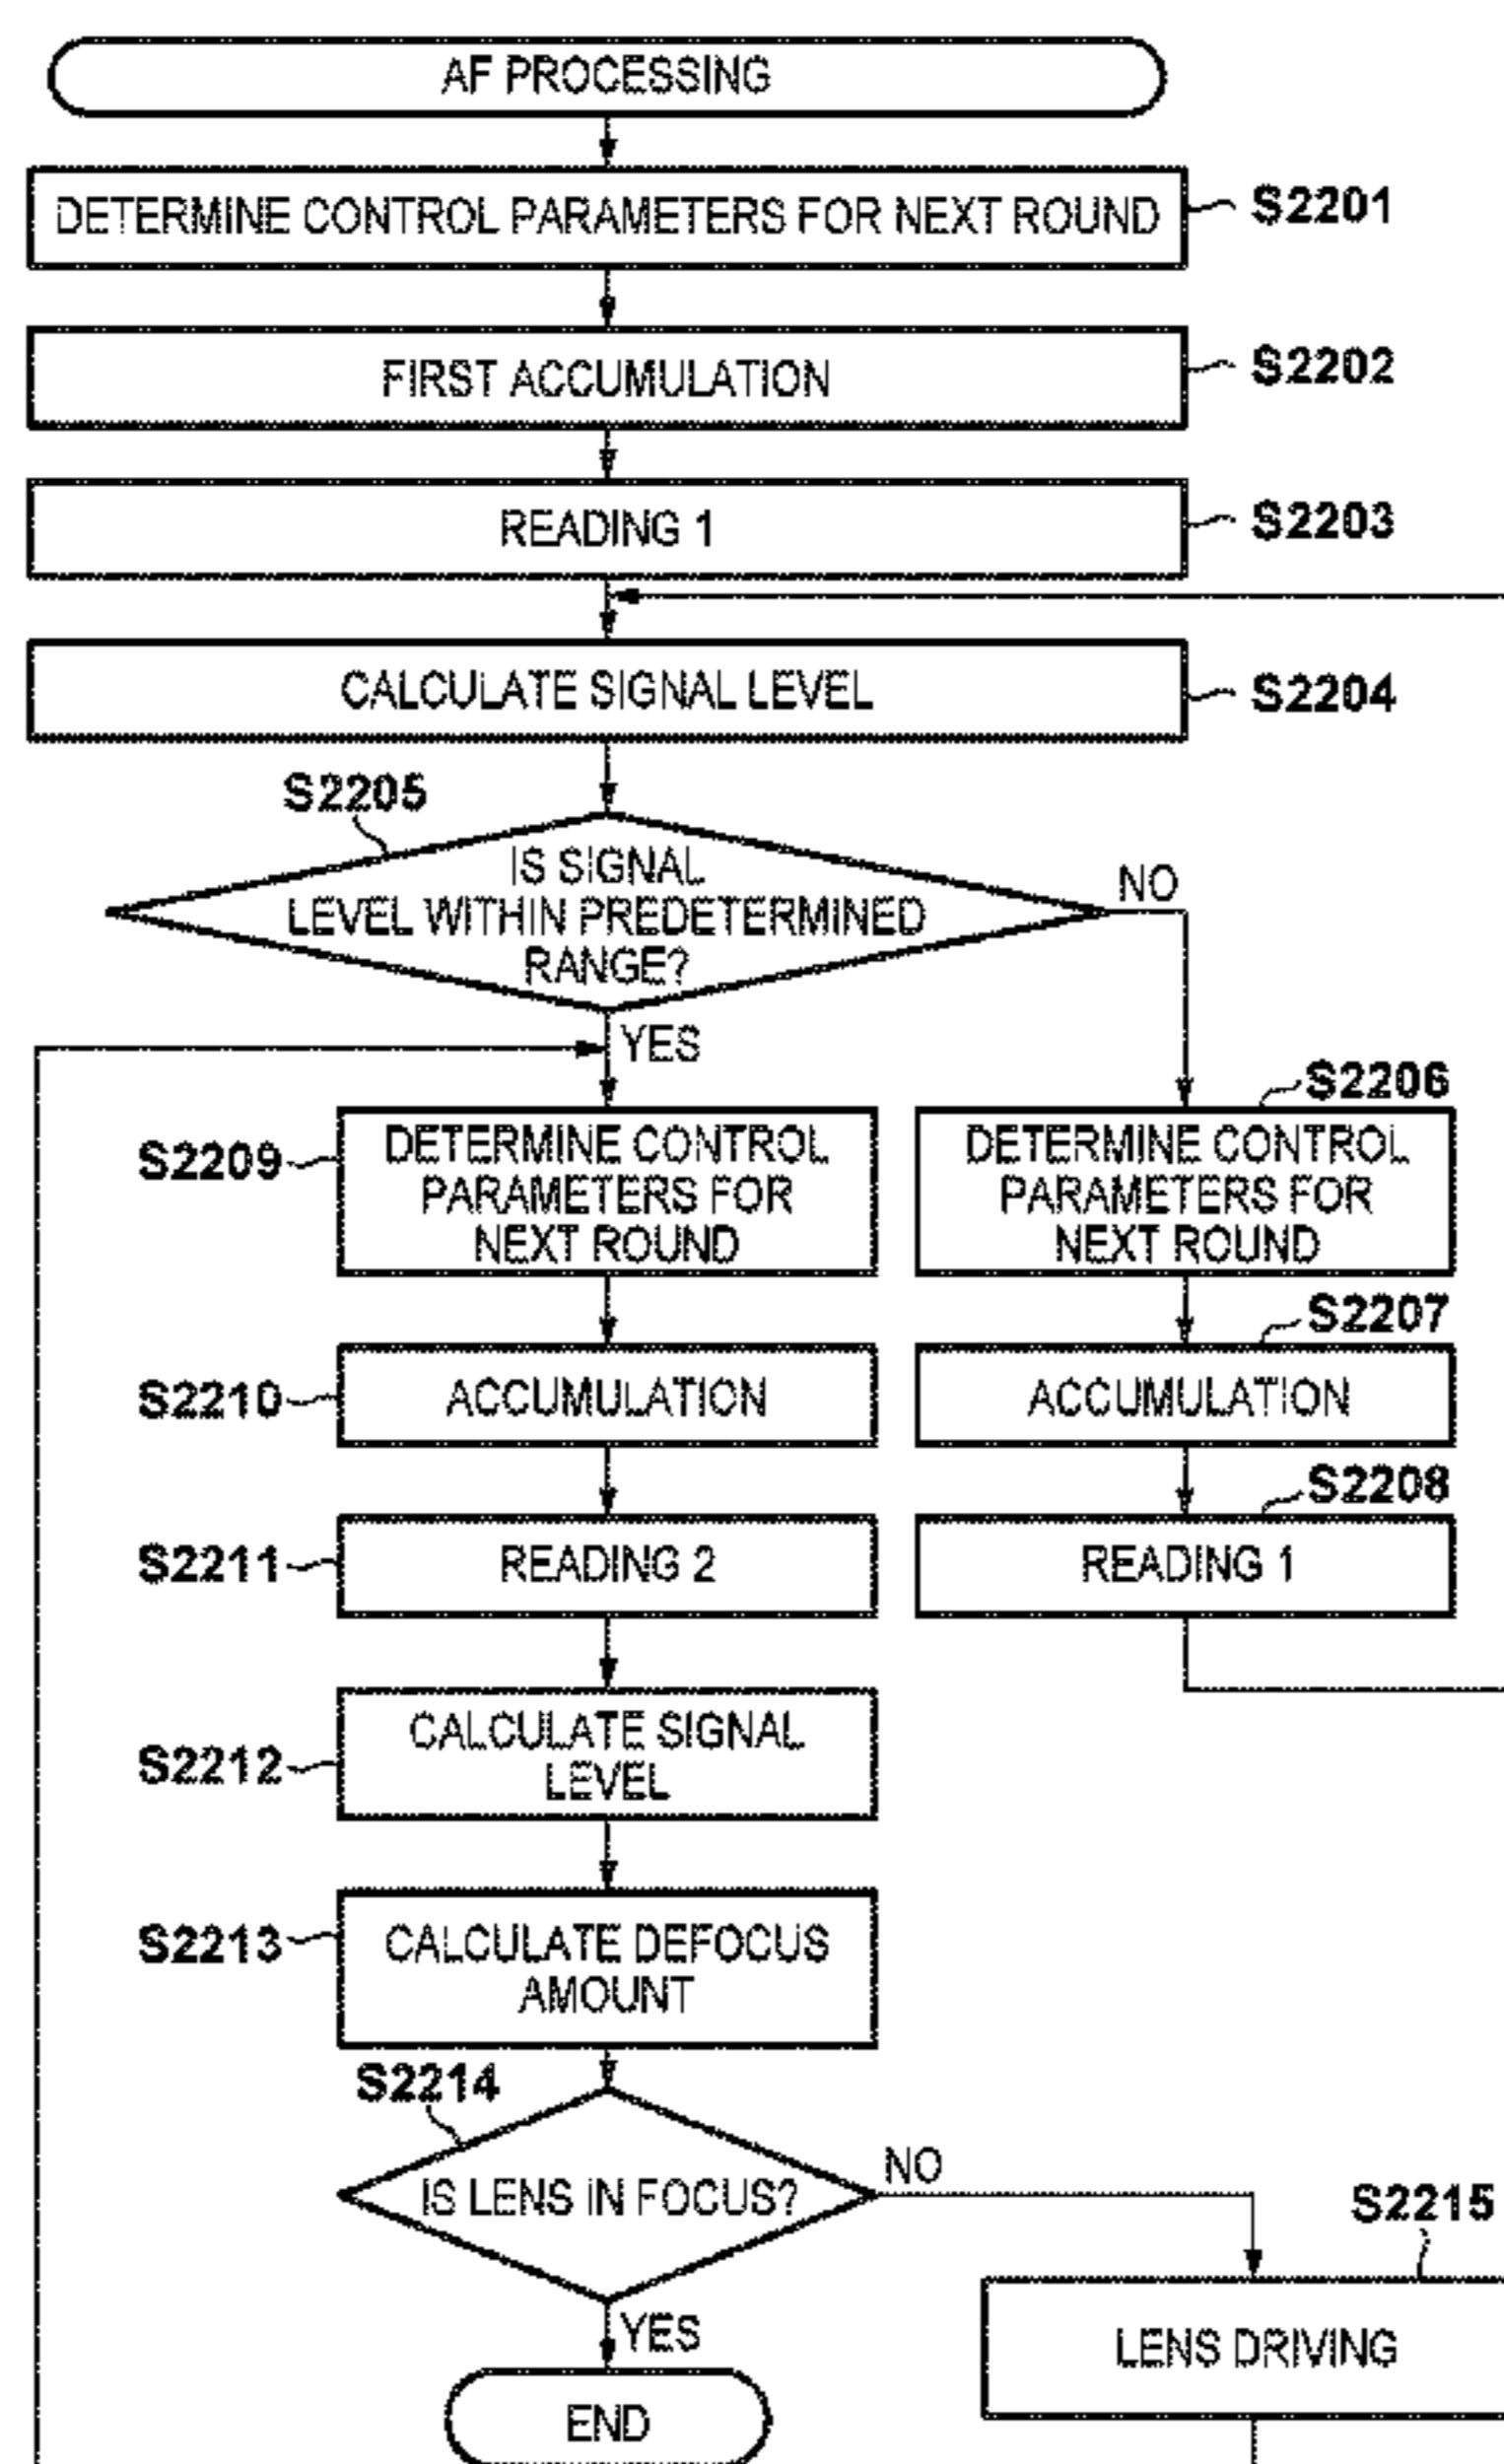 AF PROCESSING
DETERMINE CONTROL PARAMETERS FOR NEXT ROUND
S2201
FIRST ACCUMULATION
S2202
READING 1
S2203
CALCULATE SIGNAL LEVEL
S2204
S2205
IS SIGNAL
LEVEL WITHIN PREDETERMINED
RANGE?
NO
YES
S2206
S2209
DETERMINE CONTROL
PARAMETERS FOR
NEXT ROUND
DETERMINE CONTROL
PARAMETERS FOR
NEXT ROUND
S2207
S2210
ACCUMULATION
ACCUMULATION
S2208
S2211
READING 2
READING 1
S2212
CALCULATE SIGNAL
LEVEL
S2213
CALCULATE DEFOCUS
AMOUNT
S2214
IS LENS IN FOCUS?
NO
S2215
YES
LENS DRIVING
END